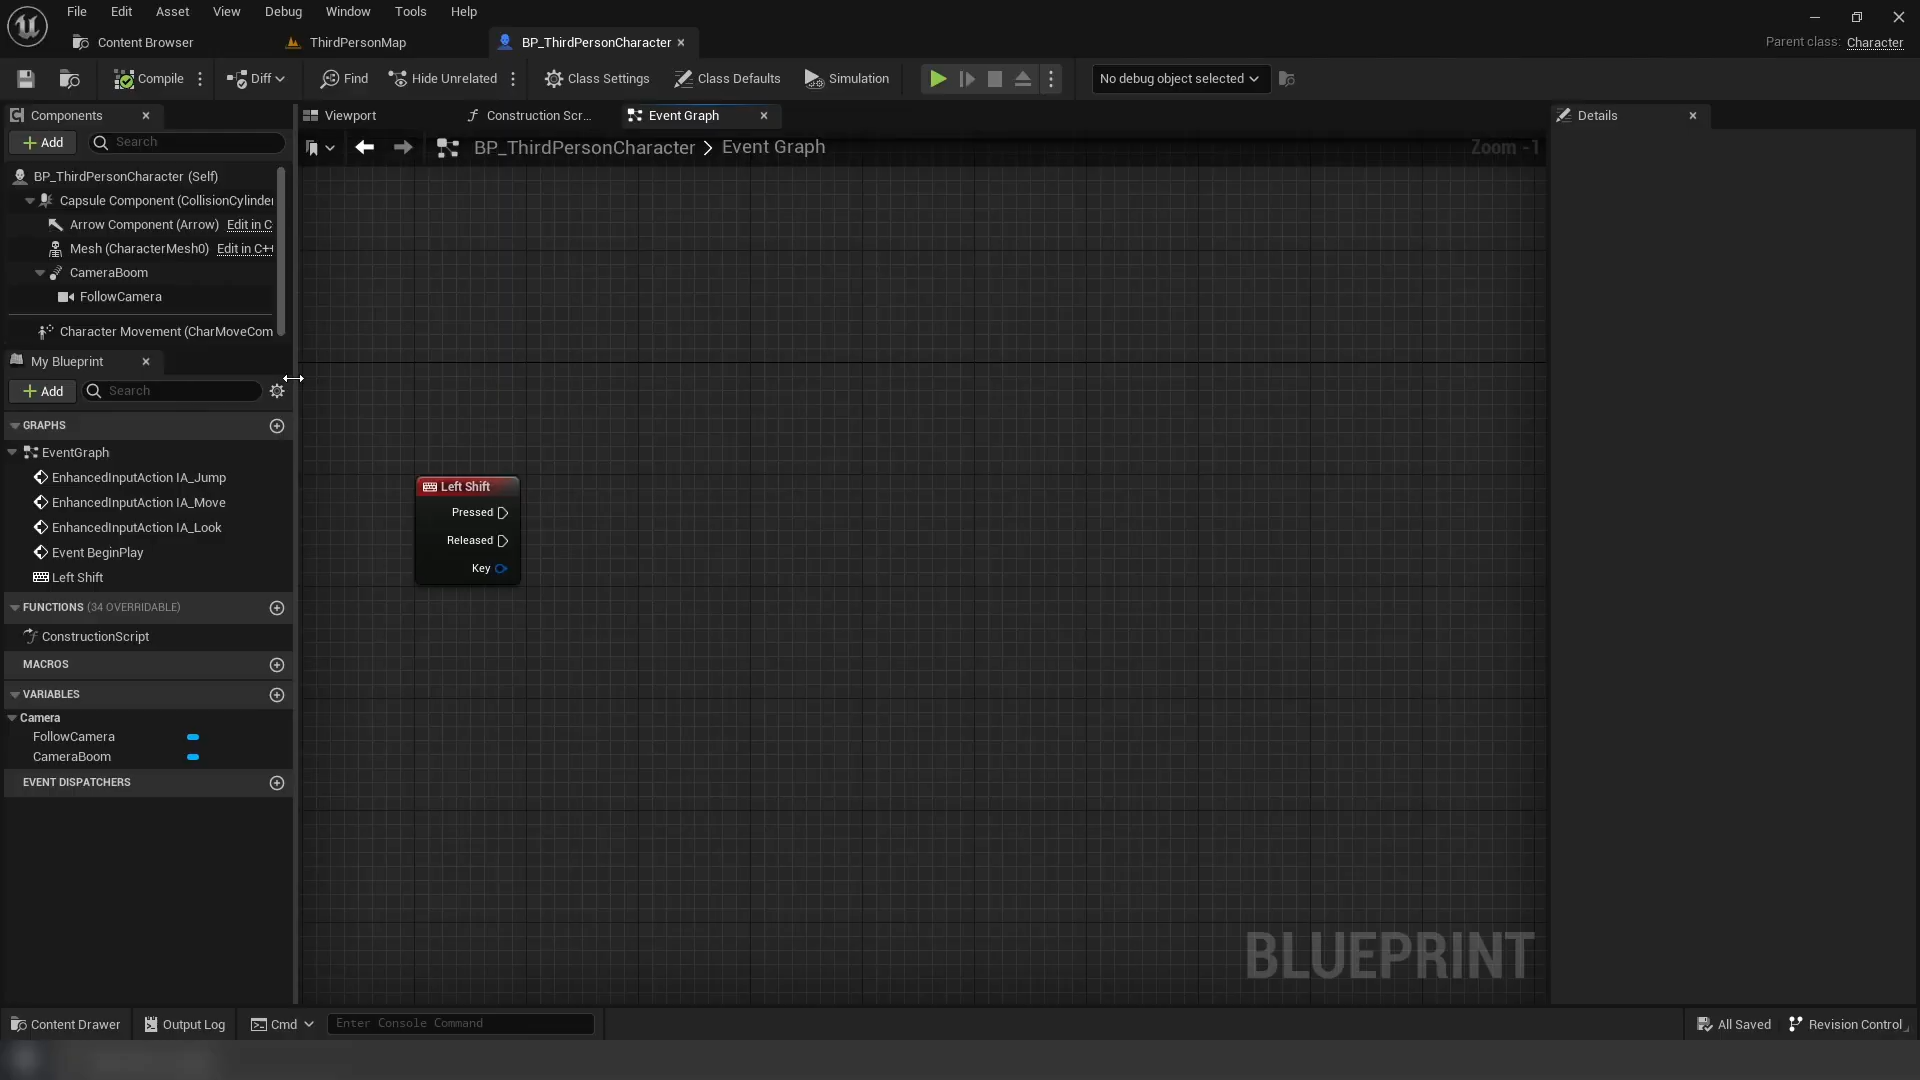 File Edit Asset View Debug Window Tools Help
Content Browser ThirdPersonMap BP_ThirdPersonCharacter Parent class: Character
Compile Diff Find Hide Unrelated Class Settings Class Defaults Simulation No debug object selected
Components Viewport Construction Scr... Event Graph Details
Add Search BP_ThirdPersonCharacter > Event Graph Zoom -1
BP_ThirdPersonCharacter (Self)
Capsule Component (CollisionCylinder
Arrow Component (Arrow) Edit in C
Mesh (CharacterMesh0) Edit in C++
CameraBoom
FollowCamera
Character Movement (CharMoveCom
My Blueprint
Add Search
GRAPHS
EventGraph
EnhancedInputAction IA_Jump
EnhancedInputAction IA_Move
EnhancedInputAction IA_Look
Event BeginPlay
Left Shift
FUNCTIONS (34 OVERRIDABLE)
ConstructionScript
MACROS
VARIABLES
Camera
FollowCamera
CameraBoom
EVENT DISPATCHERS
Left Shift
Pressed
Released
Key
BLUEPRINT
Content Drawer Output Log Cmd Enter Console Command All Saved Revision Control